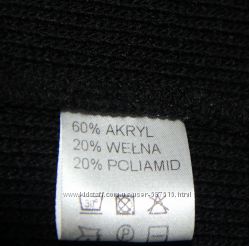 60% AKRYL
20% WEŁNA
20% POLIAMID